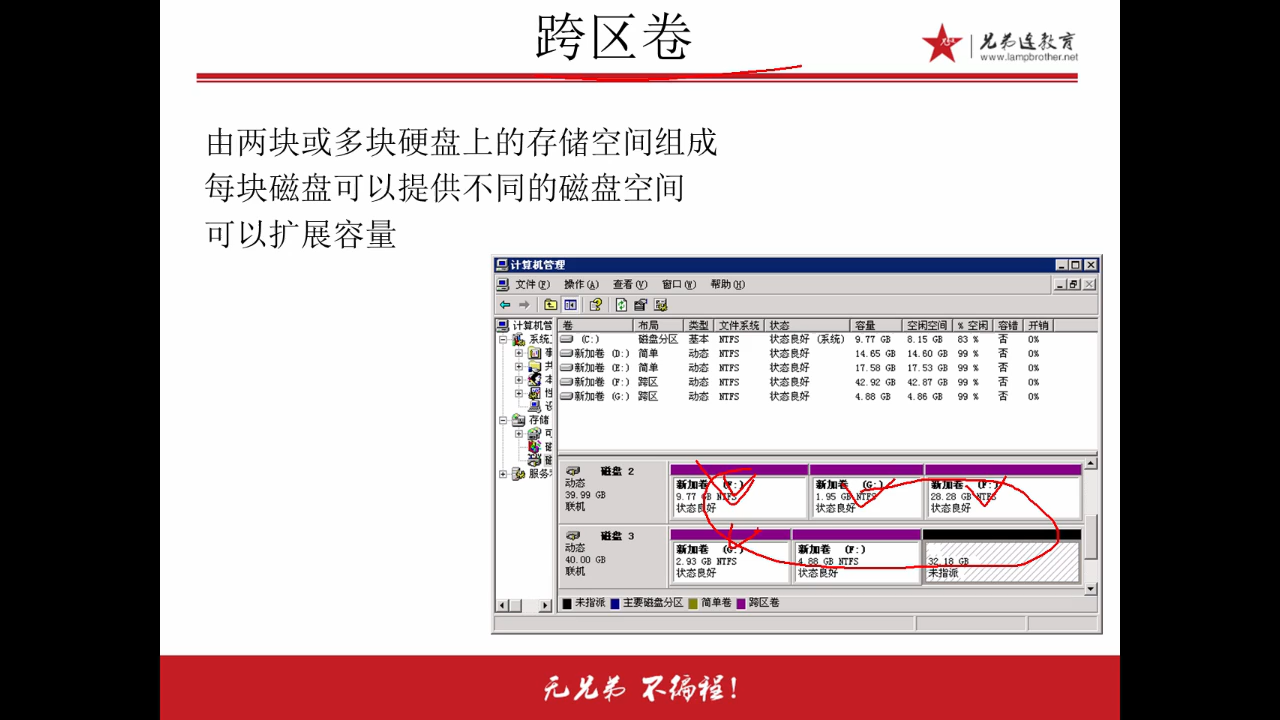 跨区卷
兄弟连教育
www.lampbrother.net
由两块或多块硬盘上的存储空间组成
每块磁盘可以提供不同的磁盘空间
可以扩展容量
计算机管理
文件(F) 操作(A) 查看(V) 窗口(W) 帮助(H)
计算机管
系统
存储
服务
卷 布局 类型 文件系统 状态 容量 空闲空间 % 空闲 容错 开销
(C:) 磁盘分区 基本 NTFS 状态良好 (系统) 9.77 GB 8.15 GB 83 % 否 0%
新加卷 (D:) 简单 动态 NTFS 状态良好 14.65 GB 14.60 GB 99 % 否 0%
新加卷 (E:) 简单 动态 NTFS 状态良好 17.58 GB 17.53 GB 99 % 否 0%
新加卷 (F:) 跨区 动态 NTFS 状态良好 42.92 GB 42.87 GB 99 % 否 0%
新加卷 (G:) 跨区 动态 NTFS 状态良好 4.88 GB 4.86 GB 99 % 否 0%
磁盘 2
动态
39.99 GB
联机
新加卷 (F:)
9.77 GB NTFS
状态良好
新加卷 (G:)
1.95 GB NTFS
状态良好
新加卷 (F:)
28.28 GB NTFS
状态良好
磁盘 3
动态
40.00 GB
联机
新加卷 (G:)
2.93 GB NTFS
状态良好
新加卷 (F:)
4.88 GB NTFS
状态良好
32.18 GB
未指派
未指派 主要磁盘分区 简单卷 跨区卷
无兄弟 不编程!